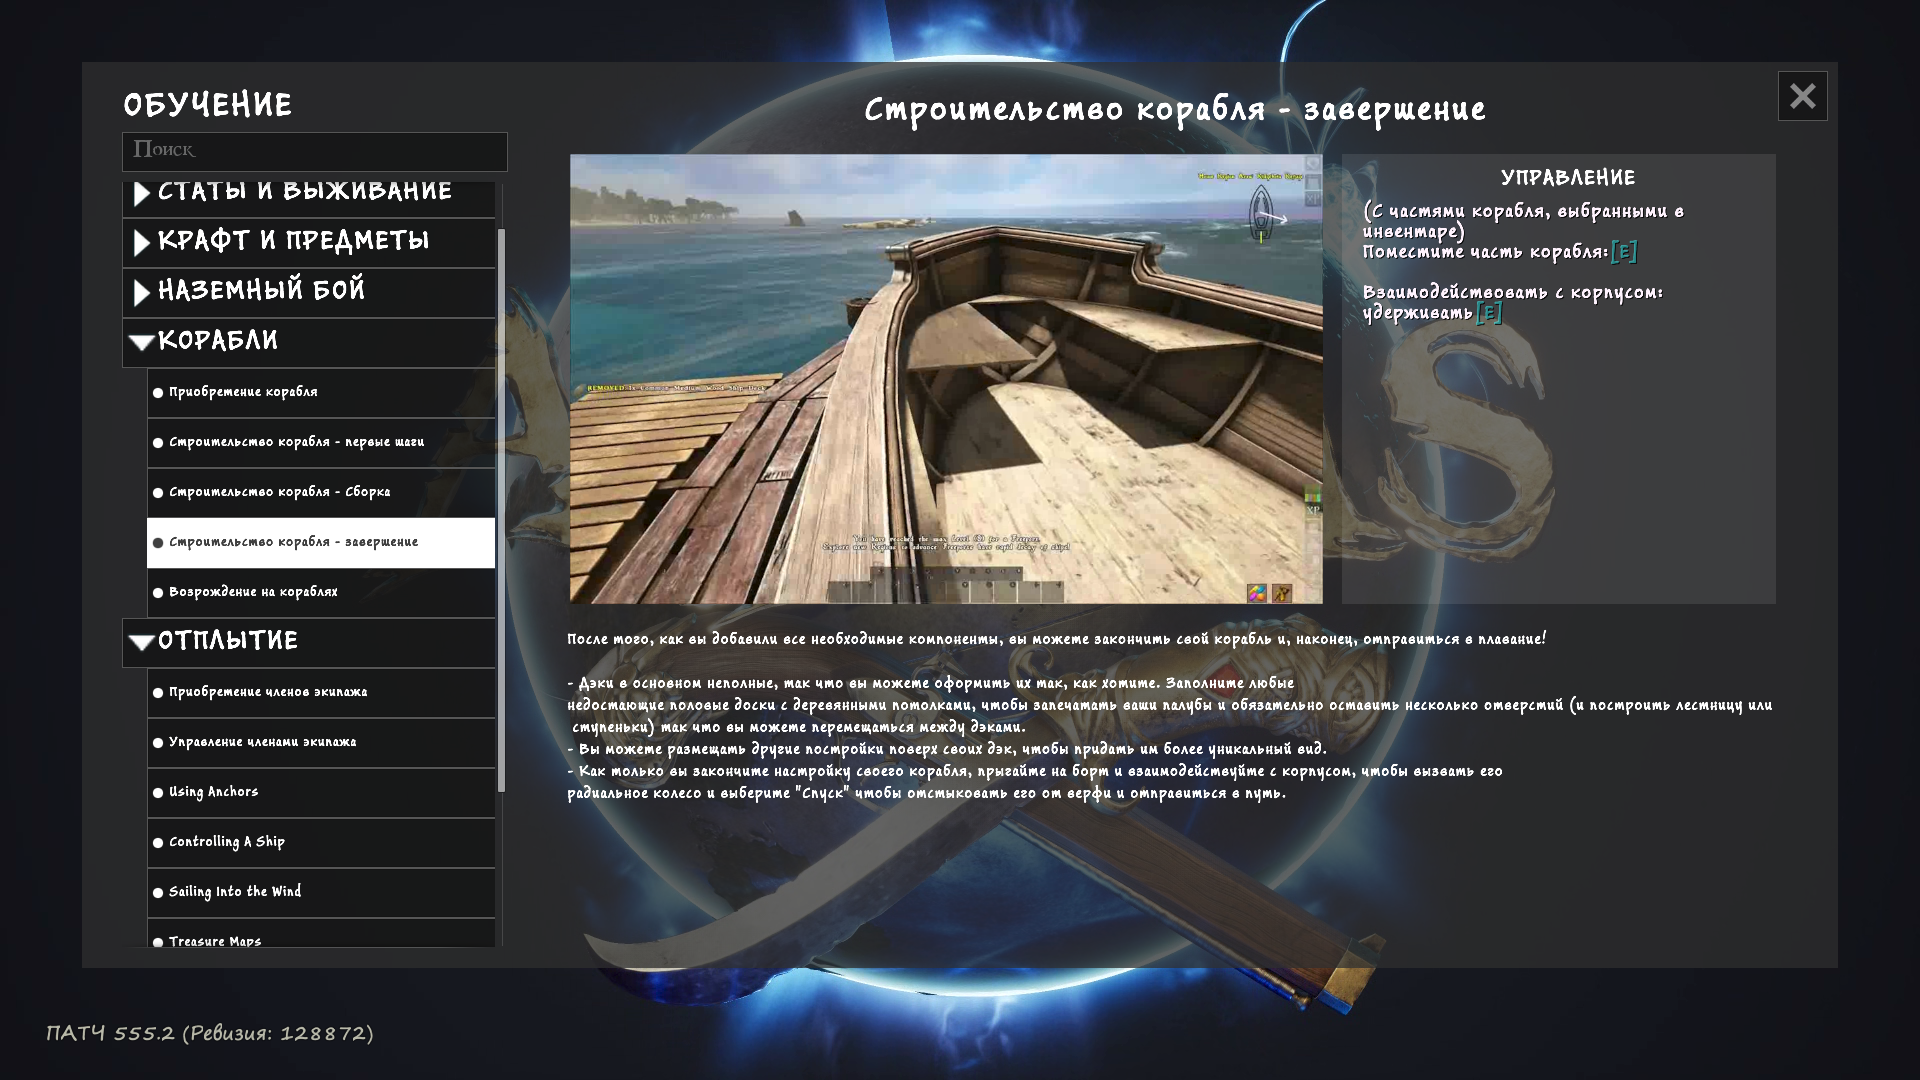 ОБУЧЕНИЕ
Поиск
СТАТЫ И ВЫЖИВАНИЕ
КРАФТ И ПРЕДМЕТЫ
НАЗЕМНЫЙ БОЙ
КОРАБЛИ
Приобретение корабля
Строительство корабля - первые шаги
Строительство корабля - Сборка
Строительство корабля - завершение
Возрождение на кораблях
ОТПЛЫТИЕ
Приобретение членов экипажа
Управление членами экипажа
Using Anchors
Controlling A Ship
Sailing Into the Wind
Treasure Maps
Строительство корабля - завершение
REMOVED 1x Common Medium Wood Ship Deck
XP
УПРАВЛЕНИЕ
(С частями корабля, выбранными в
инвентаре)
Поместите часть корабля:[E]
Взаимодействовать с корпусом:
удерживать[E]
После того, как вы добавили все необходимые компоненты, вы можете закончить свой корабль и, наконец, отправиться в плавание!
- Дэки в основном неполные, так что вы можете оформить их так, как хотите. Заполните любые
недостающие половые доски с деревянными потолками, чтобы запечатать ваши палубы и обязательно оставить несколько отверстий (и построить лестницу или
ступеньки) так что вы можете перемещаться между дэками.
- Вы можете размещать другие постройки поверх своих дэк, чтобы придать им более уникальный вид.
- Как только вы закончите настройку своего корабля, прыгайте на борт и взаимодействуйте с корпусом, чтобы вызвать его
радиальное колесо и выберите "Спуск" чтобы отстыковать его от верфи и отправиться в путь.
ПАТЧ 555.2 (Ревизия: 128872)